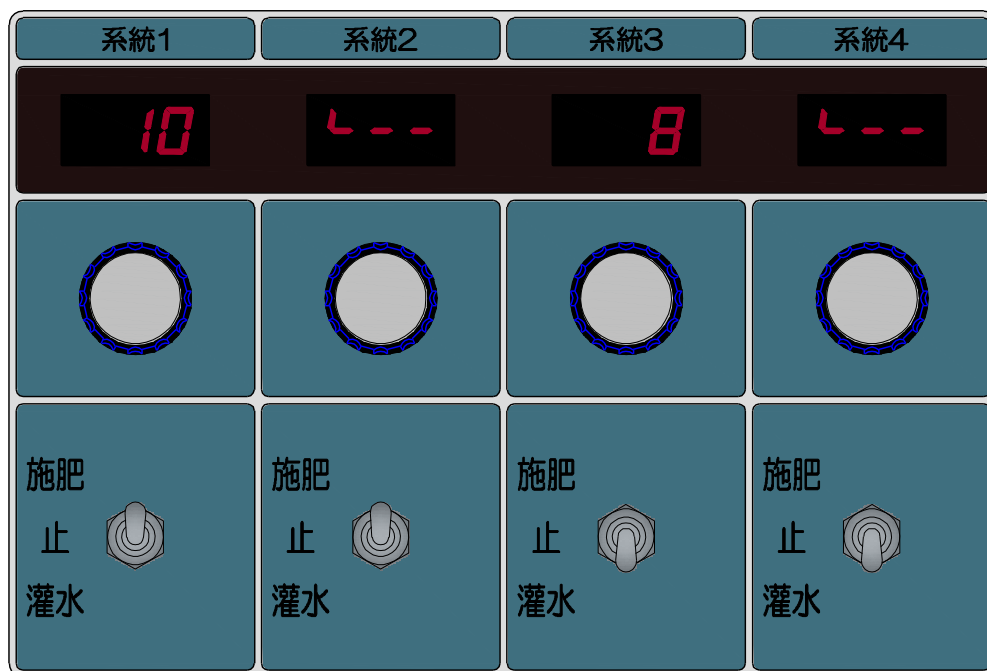 系統1 系統2 系統3 系統4
10 8
施肥 施肥 施肥 施肥
止 止 止 止
灌水 灌水 灌水 灌水